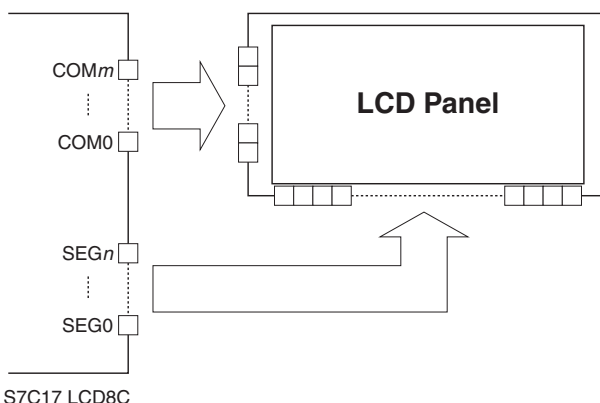 COMm
COM0
LCD Panel
SEGn
SEG0
S7C17 LCD8C